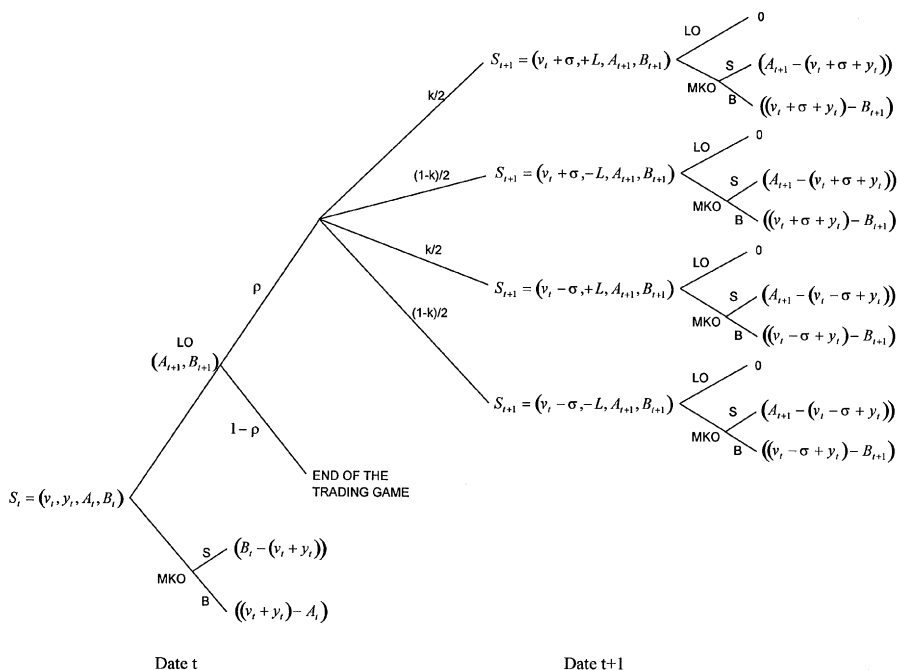 0
LO
k/2
S_{t+1} = (v_t + σ, +L, A_{t+1}, B_{t+1})
S
(A_{t+1} − (v_t + σ + y_t))
MKO
B
((v_t + σ + y_t) − B_{t+1})
0
LO
(1-k)/2
S_{t+1} = (v_t + σ, −L, A_{t+1}, B_{t+1})
S
(A_{t+1} − (v_t + σ + y_t))
MKO
B
((v_t + σ + y_t) − B_{t+1})
k/2
0
LO
ρ
S_{t+1} = (v_t − σ, +L, A_{t+1}, B_{t+1})
S
(A_{t+1} − (v_t − σ + y_t))
MKO
(1-k)/2
B
((v_t − σ + y_t) − B_{t+1})
LO
(A_{t+1}, B_{t+1})
0
LO
S_{t+1} = (v_t − σ, −L, A_{t+1}, B_{t+1})
S
(A_{t+1} − (v_t − σ + y_t))
MKO
B
((v_t − σ + y_t) − B_{t+1})
1 − ρ
END OF THE
TRADING GAME
S_t = (v_t, y_t, A_t, B_t)
S
(B_t − (v_t + y_t))
MKO
B
((v_t + y_t) − A_t)
Date t
Date t+1